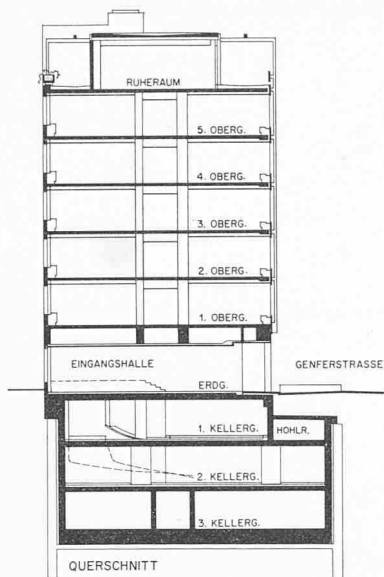 RUHERAUM
5. OBERG.
4. OBERG.
3. OBERG.
2. OBERG.
1. OBERG.
EINGANGSHALLE
GENFERSTRASSE
ERDG.
1. KELLERG.
HOHLR.
2. KELLERG.
3. KELLERG.
QUERSCHNITT